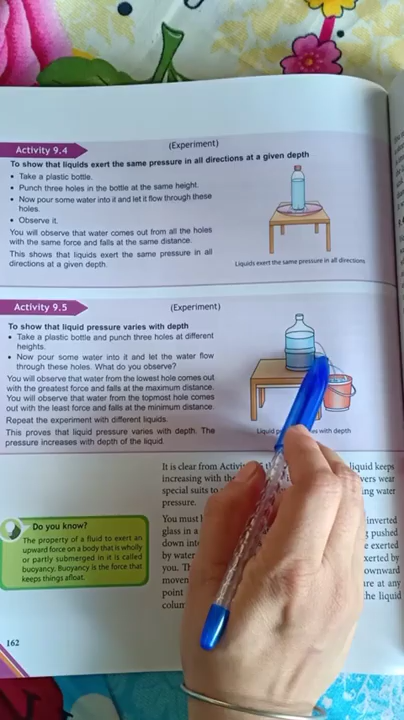 Activity 9.4
(Experiment)
To show that liquids exert the same pressure in all directions at a given depth
• Take a plastic bottle.
• Punch three holes in the bottle at the same height.
• Now pour some water into it and let it flow through these
holes.
• Observe it.
You will observe that water comes out from all the holes
with the same force and falls at the same distance.
This shows that liquids exert the same pressure in all
directions at a given depth.
Liquids exert the same pressure in all directions
Activity 9.5
(Experiment)
To show that liquid pressure varies with depth
• Take a plastic bottle and punch three holes at different
heights.
• Now pour some water into it and let the water flow
through these holes. What do you observe?
You will observe that water from the lowest hole comes out
with the greatest force and falls at the maximum distance.
You will observe that water from the topmost hole comes
out with the least force and falls at the minimum distance.
Repeat the experiment with different liquids.
This proves that liquid pressure varies with depth. The
pressure increases with depth of the liquid.
Liquid with depth
It is clear from liquid keeps
increasing with wear
special suits to water
pressure.
You must inverted
glass in a pushed
down exerted
by water exerted by
you.
at any
point the liquid
Do you know?
The property of a fluid to exert an
upward force on a body that is wholly
or partly submerged in it is called
buoyancy. Buoyancy is the force that
keeps things afloat.
162